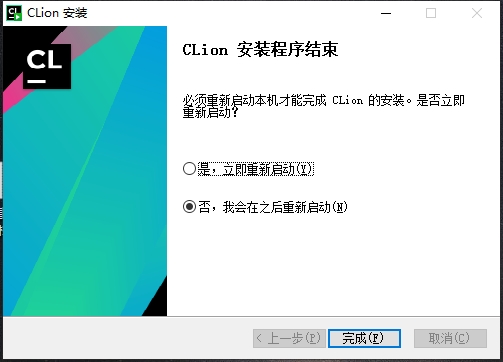 CLion 安装
CL
CLion 安装程序结束
必须重新启动本机才能完成 CLion 的安装。是否立即
重新启动?
是，立即重新启动(Y)
否，我会在之后重新启动(N)
< 上一步(P)
完成(F)
取消(C)